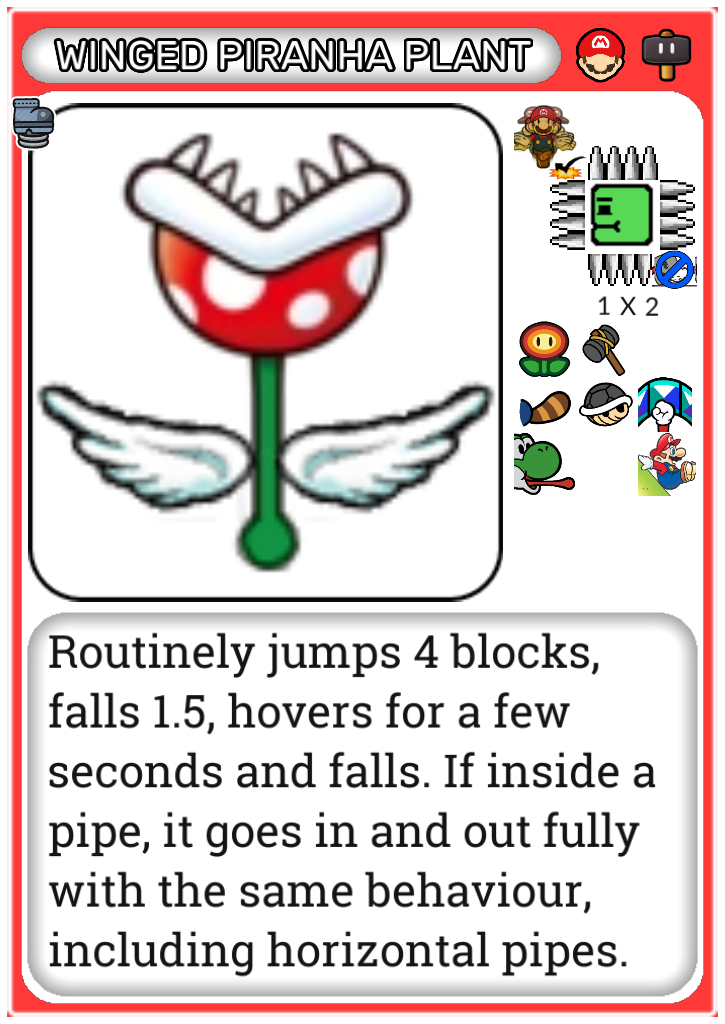 WINGED PIRANHA PLANT
1 X 2
Routinely jumps 4 blocks,
falls 1.5, hovers for a few
seconds and falls. If inside a
pipe, it goes in and out fully
with the same behaviour,
including horizontal pipes.